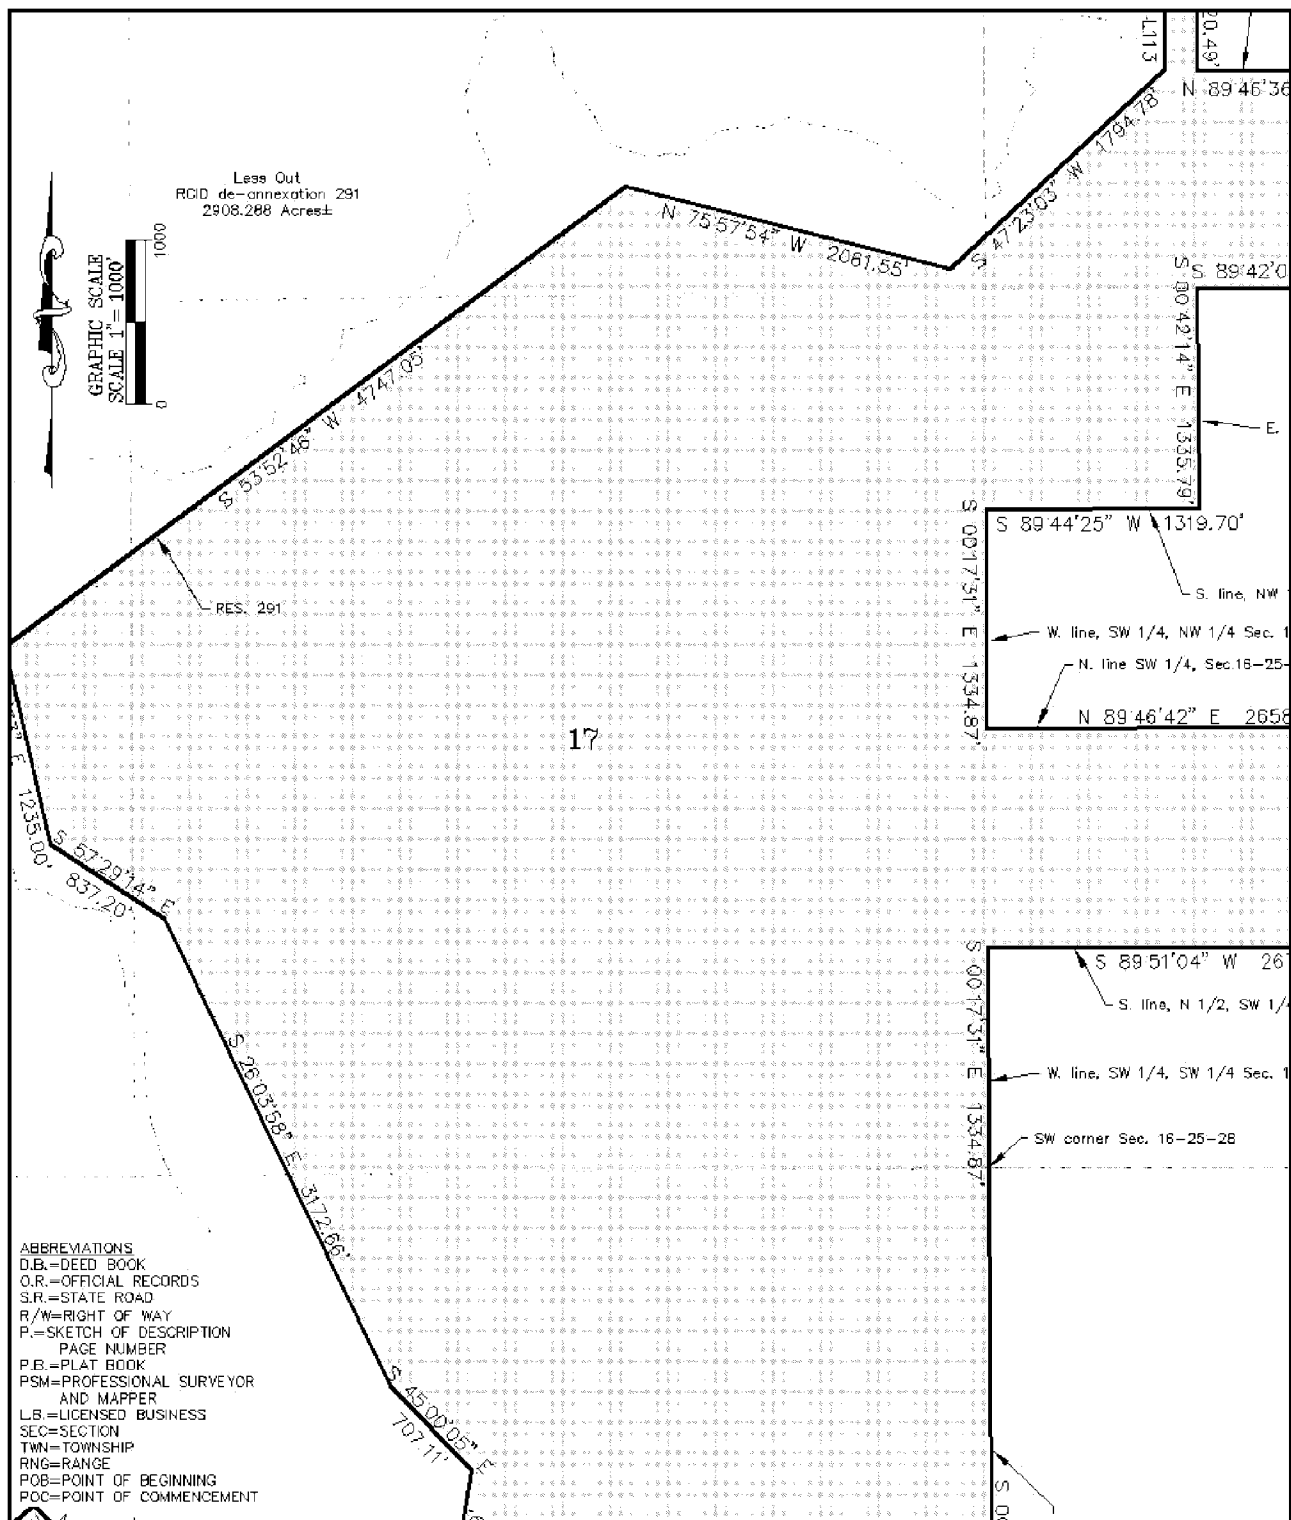 L113
20.49'
N 89°46'36
1794.78'
S 47°23'03" W
Less Out
RCID de-annexation 291
2908.288 Acres±
N 75°57'54" W 2061.55'
S 89°42'0
S 00°42'14" E 1335.79'
1000
GRAPHIC SCALE
SCALE 1"= 1000'
0
S 53°52'46" W 4747.05'
E.
S 89°44'25" W 1319.70'
S 00°17'31" E 1334.87'
RES. 291
S. line, NW
W. line, SW 1/4, NW 1/4 Sec. 1
N. line SW 1/4, Sec.16-25-
N 89°46'42" E 2658
17
E 1235.00'
S 57°29'14" E
837.20'
S 89°51'04" W 26
S. line, N 1/2, SW 1/4
S 00°17'31" E 1334.87'
W. line, SW 1/4, SW 1/4 Sec. 1
SW corner Sec. 16-25-28
S 26°03'58" E 3172.66'
ABBREVIATIONS
D.B.=DEED BOOK
O.R.=OFFICIAL RECORDS
S.R.=STATE ROAD
R/W=RIGHT OF WAY
P.=SKETCH OF DESCRIPTION
PAGE NUMBER
P.B.=PLAT BOOK
PSM=PROFESSIONAL SURVEYOR
AND MAPPER
L.B.=LICENSED BUSINESS
SEC=SECTION
TWN=TOWNSHIP
RNG=RANGE
POB=POINT OF BEGINNING
POC=POINT OF COMMENCEMENT
S 45°00'05" E
707.11'
S 00